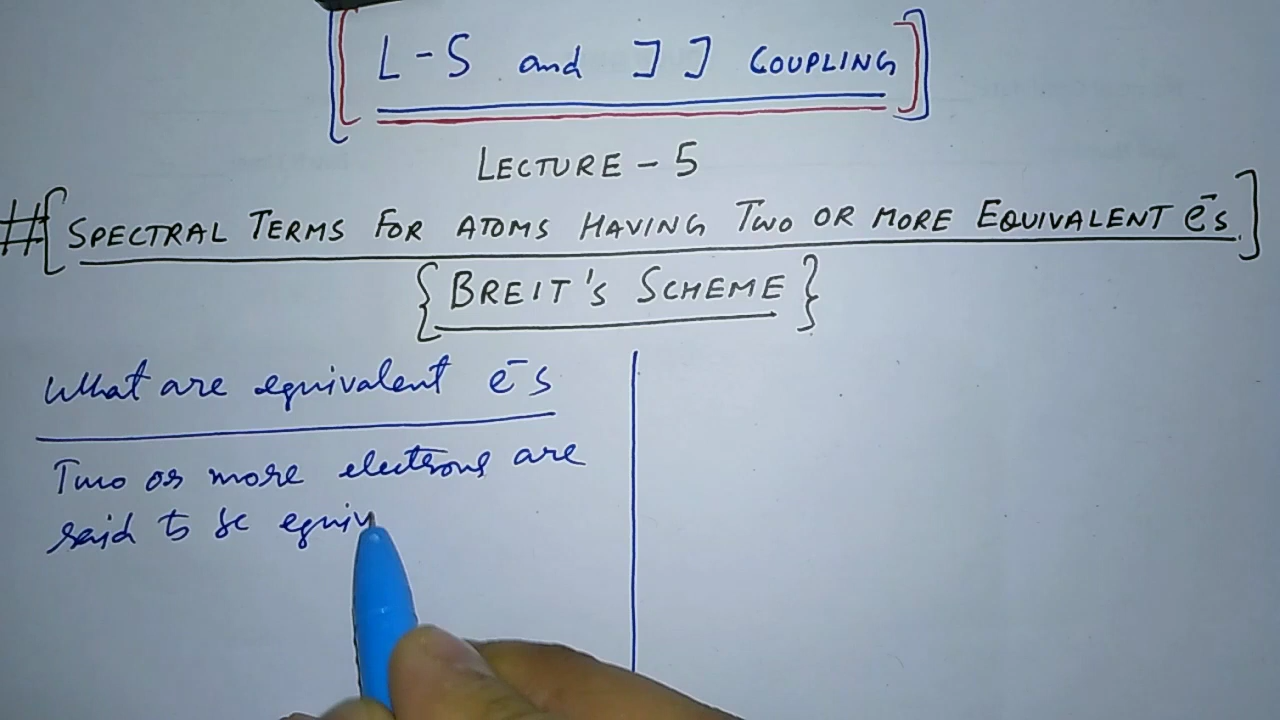 L-S and JJ COUPLING
LECTURE - 5
# [SPECTRAL TERMS FOR ATOMS HAVING TWO OR MORE EQUIVALENT e⁻s]
{BREIT'S SCHEME}
What are equivalent e⁻s
Two or more electrons are
said to be equiv